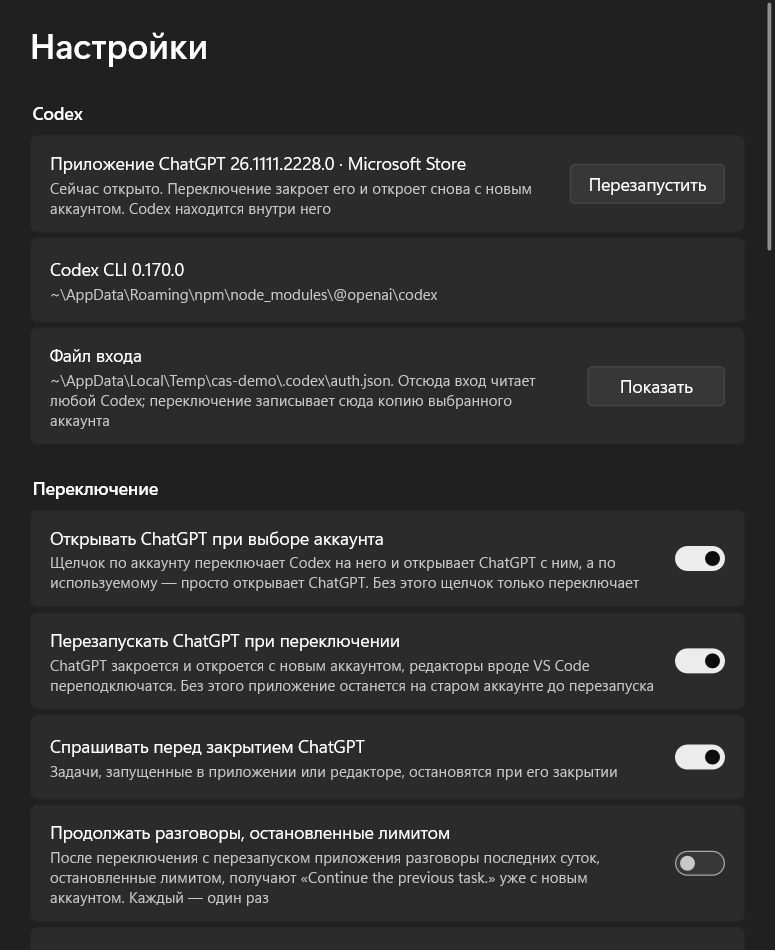 Настройки
Codex
Приложение ChatGPT 26.1111.2228.0 · Microsoft Store
Сейчас открыто. Переключение закроет его и откроет снова с новым
аккаунтом. Codex находится внутри него
Перезапустить
Codex CLI 0.170.0
~\AppData\Roaming\npm\node_modules\@openai\codex
Файл входа
~\AppData\Local\Temp\cas-demo\.codex\auth.json. Отсюда вход читает
любой Codex; переключение записывает сюда копию выбранного
аккаунта
Показать
Переключение
Открывать ChatGPT при выборе аккаунта
Щелчок по аккаунту переключает Codex на него и открывает ChatGPT с ним, а по
используемому — просто открывает ChatGPT. Без этого щелчок только переключает
Перезапускать ChatGPT при переключении
ChatGPT закроется и откроется с новым аккаунтом, редакторы вроде VS Code
переподключатся. Без этого приложение останется на старом аккаунте до перезапуска
Спрашивать перед закрытием ChatGPT
Задачи, запущенные в приложении или редакторе, остановятся при его закрытии
Продолжать разговоры, остановленные лимитом
После переключения с перезапуском приложения разговоры последних суток,
остановленные лимитом, получают «Continue the previous task.» уже с новым
аккаунтом. Каждый — один раз